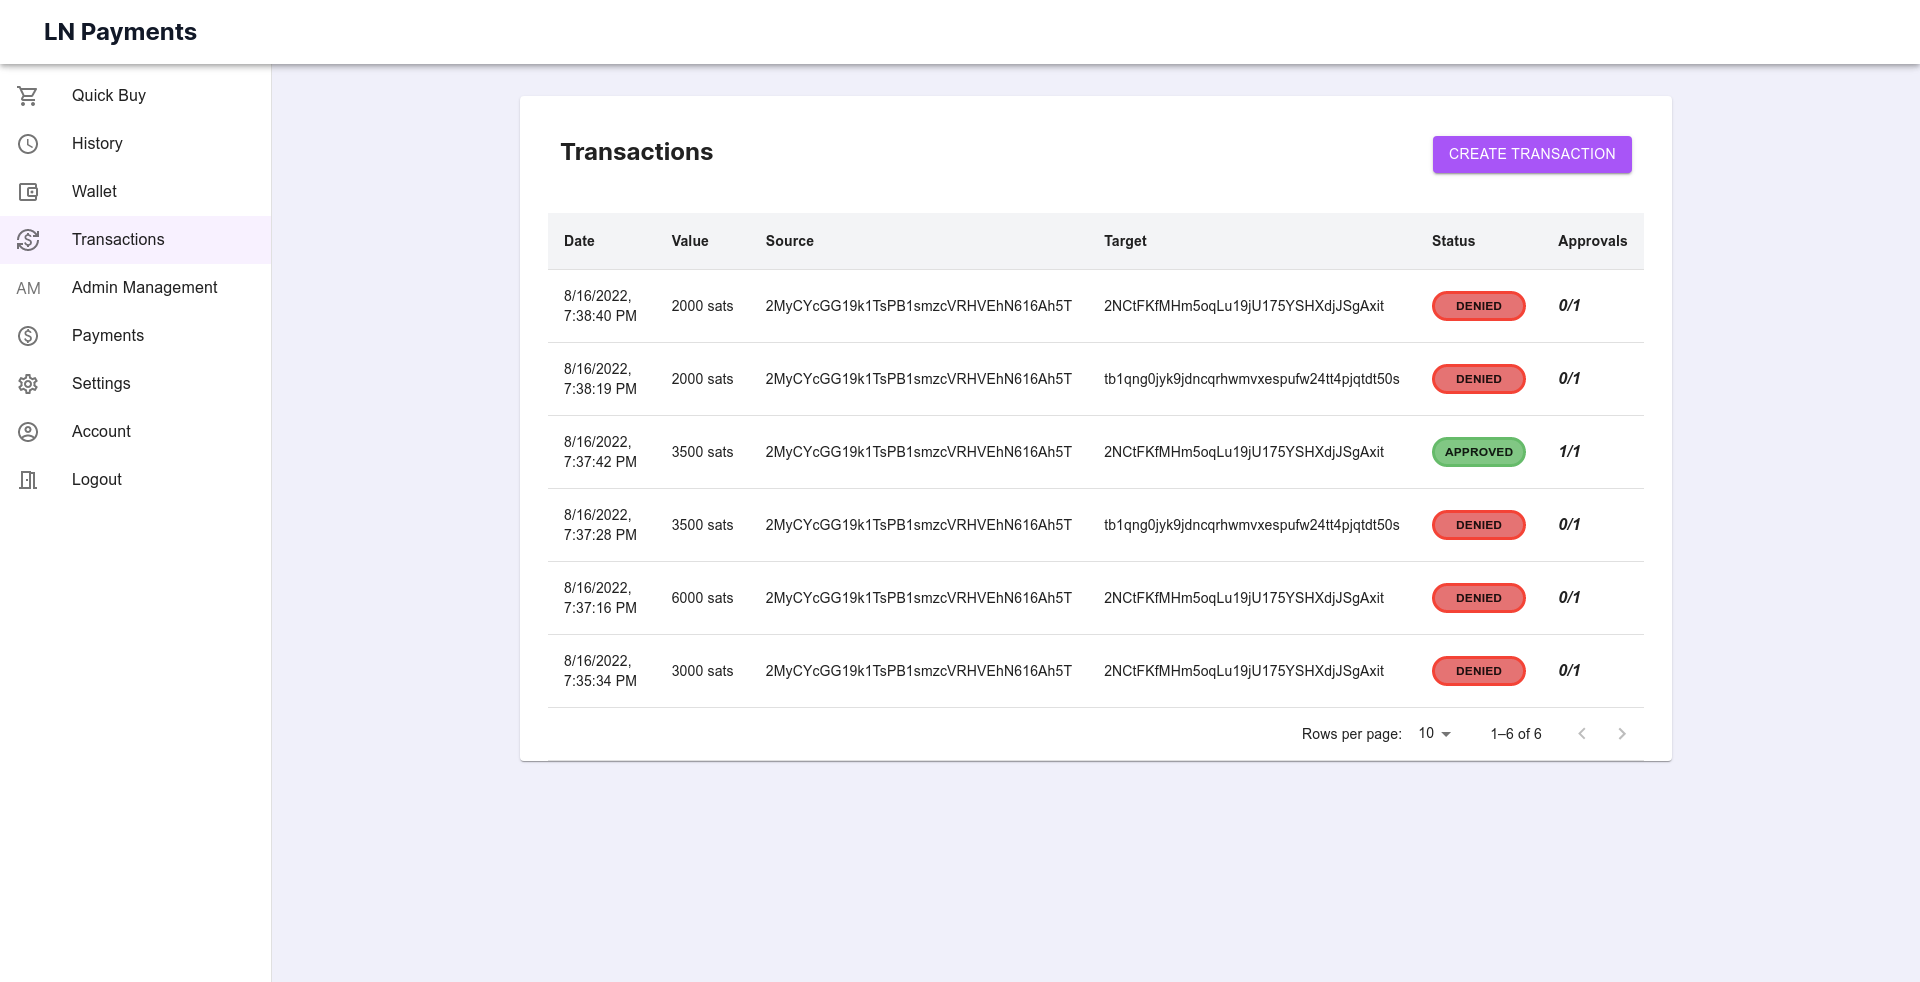 LN Payments
Quick Buy
History
Wallet
Transactions
AM Admin Management
Payments
Settings
Account
Logout
Transactions
CREATE TRANSACTION
Date Value Source Target Status Approvals
8/16/2022,
7:38:40 PM 2000 sats 2MyCYcGG19k1TsPB1smzcVRHVEhN616Ah5T 2NCtFKfMHm5oqLu19jU175YSHXdjJSgAxit DENIED 0/1
8/16/2022,
7:38:19 PM 2000 sats 2MyCYcGG19k1TsPB1smzcVRHVEhN616Ah5T tb1qng0jyk9jdncqrhwmvxespufw24tt4pjqtdt50s DENIED 0/1
8/16/2022,
7:37:42 PM 3500 sats 2MyCYcGG19k1TsPB1smzcVRHVEhN616Ah5T 2NCtFKfMHm5oqLu19jU175YSHXdjJSgAxit APPROVED 1/1
8/16/2022,
7:37:28 PM 3500 sats 2MyCYcGG19k1TsPB1smzcVRHVEhN616Ah5T tb1qng0jyk9jdncqrhwmvxespufw24tt4pjqtdt50s DENIED 0/1
8/16/2022,
7:37:16 PM 6000 sats 2MyCYcGG19k1TsPB1smzcVRHVEhN616Ah5T 2NCtFKfMHm5oqLu19jU175YSHXdjJSgAxit DENIED 0/1
8/16/2022,
7:35:34 PM 3000 sats 2MyCYcGG19k1TsPB1smzcVRHVEhN616Ah5T 2NCtFKfMHm5oqLu19jU175YSHXdjJSgAxit DENIED 0/1
Rows per page: 10 1–6 of 6